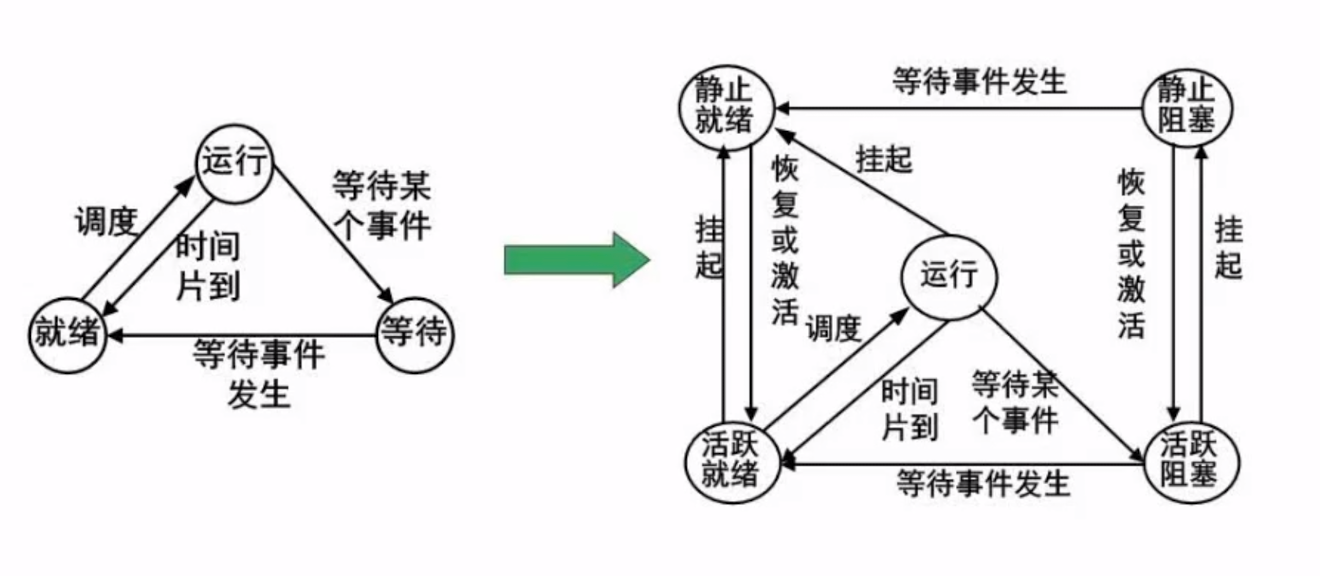 运行
等待某
个事件
调度
时间
片到
就绪
等待
等待事件
发生
静止
就绪
等待事件发生
静止
阻塞
挂起
挂
起
恢
复
或
激
活
运行
恢
复
或
激
活
挂
起
调度
时间
片到
等待某
个事件
活跃
就绪
等待事件发生
活跃
阻塞